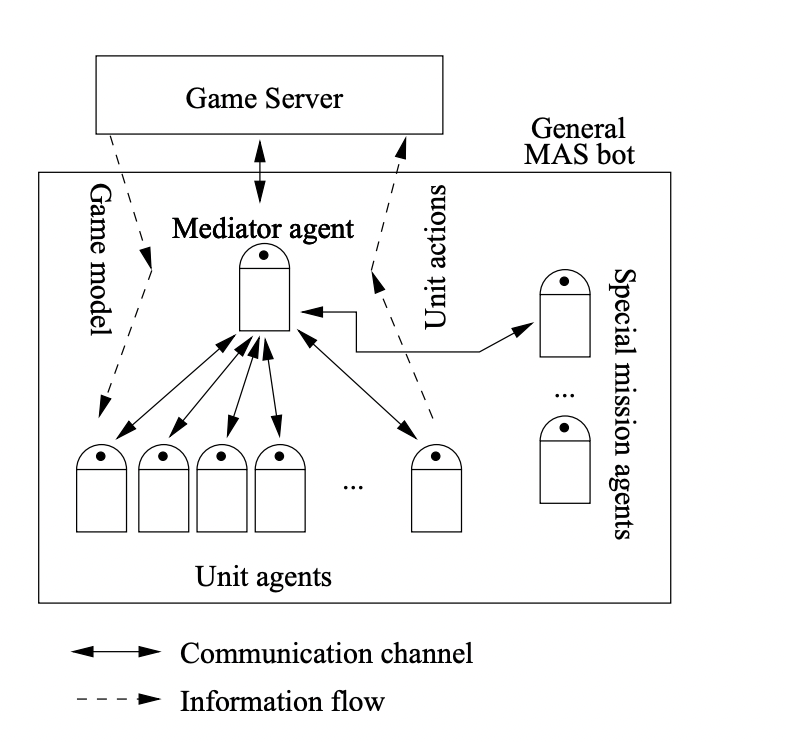 Game Server
General
MAS bot
Game model
Mediator agent
Unit actions
Special mission agents
...
...
Unit agents
Communication channel
Information flow